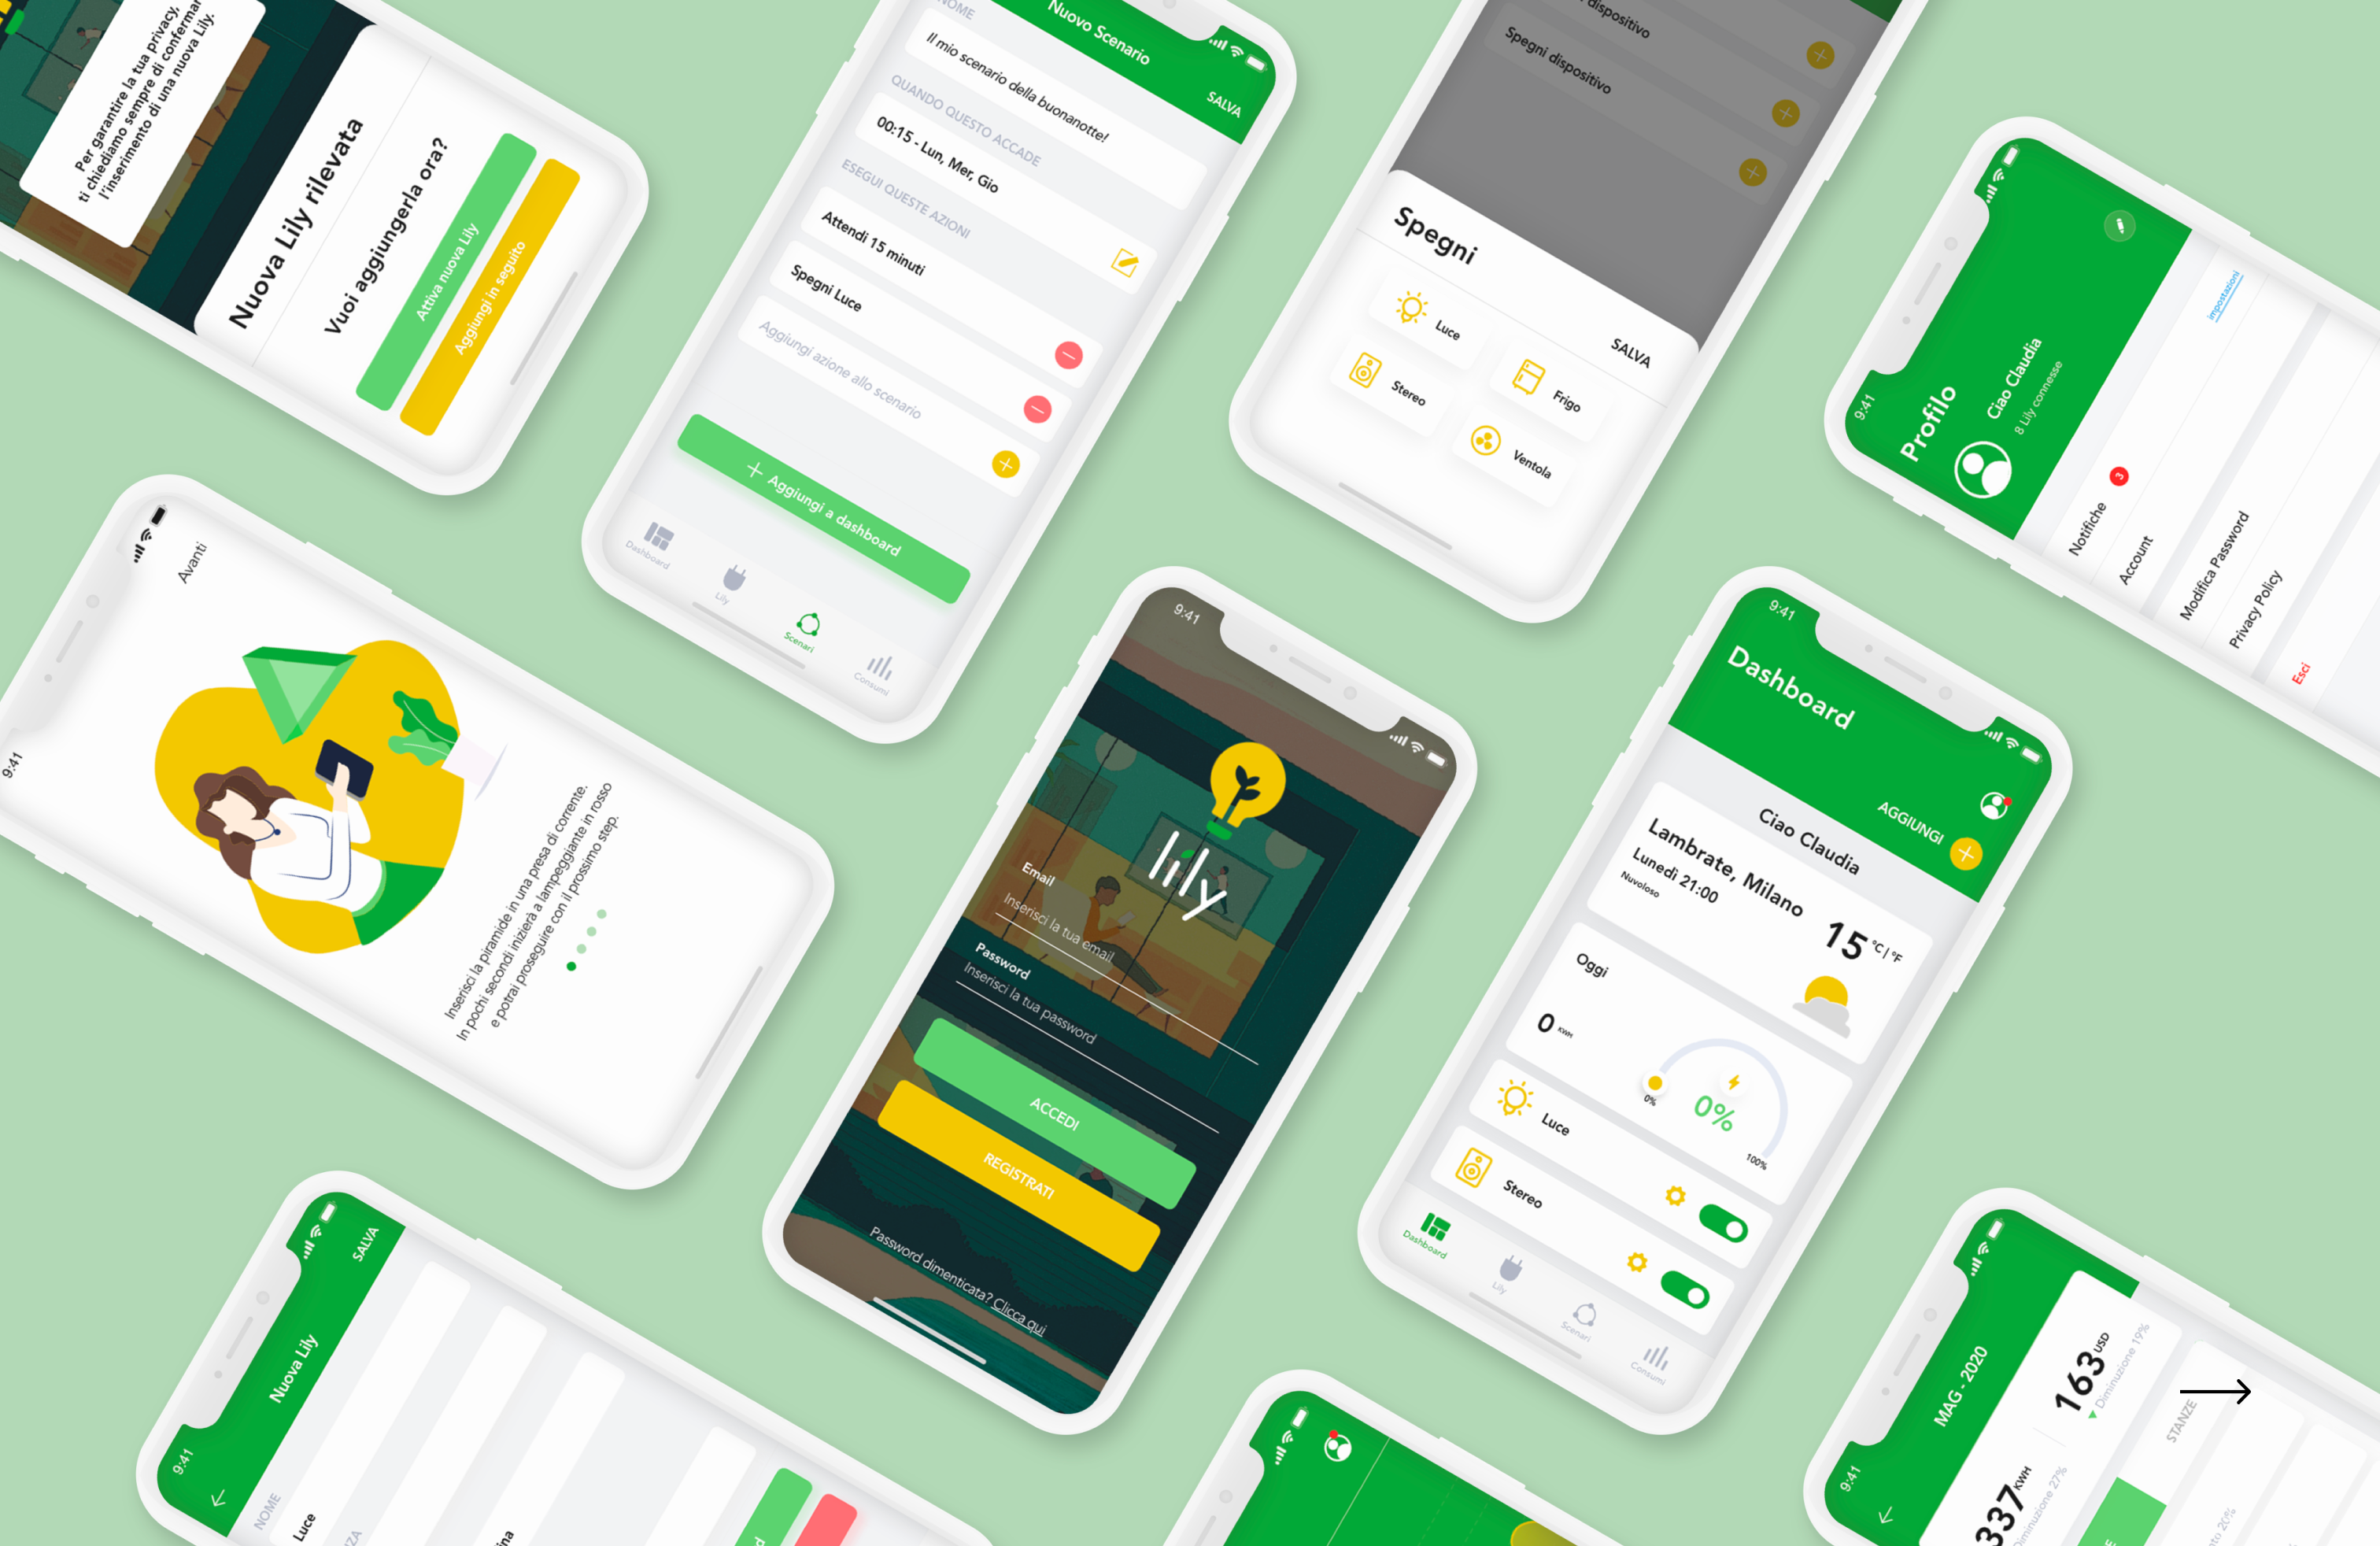 Per garantire la tua privacy,
ti chiediamo sempre di confermare
l'inserimento di una nuova Lily.
Nuova Lily rilevata
Vuoi aggiungerla ora?
Attiva nuova Lily
Aggiungi in seguito
Nuovo Scenario
SALVA
NOME
Il mio scenario della buonanotte!
QUANDO QUESTO ACCADE
00:15 - Lun, Mer, Gio
ESEGUI QUESTE AZIONI
Attendi 15 minuti
Spegni Luce
Aggiungi azione allo scenario
+ Aggiungi a dashboard
Dashboard
Lily
Scenari
Consumi
dispositivo
Spegni dispositivo
Spegni
SALVA
Luce
Frigo
Stereo
Ventola
9:41
Profilo
Ciao Claudia
8 Lily connesse
impostazioni
Notifiche
3
Account
Modifica Password
Privacy Policy
Esci
9:41
Avanti
Inserisci la piramide in una presa di corrente.
In pochi secondi inizierà a lampeggiante in rosso
e potrai proseguire con il prossimo step.
9:41
lily
Email
Inserisci la tua email
Password
Inserisci la tua password
ACCEDI
REGISTRATI
Password dimenticata? Clicca qui
9:41
Dashboard
AGGIUNGI
Ciao Claudia
Lambrate, Milano
Lunedì 21:00
Nuvoloso
15 °C | °F
Oggi
0 KWH
0%
0%
100%
Luce
Stereo
Dashboard
Lily
Scenari
Consumi
9:41
Nuova Lily
SALVA
NOME
Luce
9:41
MAG - 2020
337 KWH
Diminuzione 27%
163 USD
Diminuzione 19%
STANZE